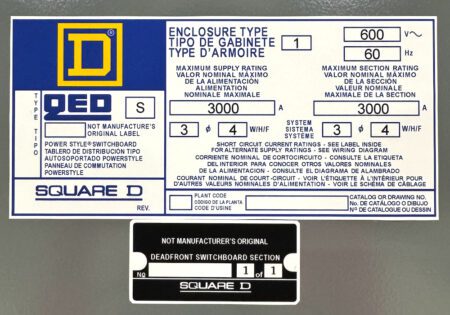 D
TYPE
TIPO
QED S
NOT MANUFACTURER'S
ORIGINAL LABEL
POWER STYLE® SWITCHBOARD
TABLERO DE DISTRIBUTION TIPO
AUTOSOPORTADO POWERSTYLE
PANNEAU DE COMMUTATION
POWERSTYLE
SQUARE D
REV.
ENCLOSURE TYPE
TIPO DE GABINETE
TYPE D'ARMOIRE
1
600 V~
60 Hz
MAXIMUM SUPPLY RATING
VALOR NOMINAL MÁXIMO
DE LA ALIMENTACIÓN
ALIMENTATION
NOMINALE MAXIMALE
3000 A
MAXIMUM SECTION RATING
VALOR NOMINAL MÁXIMO
DE LA SECCIÓN
VALEUR MAXIMALE
DE LA SECTION
3000 A
3 ø 4 W/H/F
SYSTEM
SISTEMA
SYSTÈME
3 ø 4 W/H/F
SHORT CIRCUIT CURRENT RATINGS - SEE LABEL INSIDE
FOR ALTERNATE SUPPLY RATINGS - SEE WIRING DIAGRAM
CORRIENTE NOMINAL DE CORTOCIRCUITO - CONSULTE LA ETIQUETA
DEL INTERIOR PARA CONOCER OTROS VALORES NOMINALES
DE LA ALIMENTACION - CONSULTE EL DIAGRAMA DE ALAMBRADO
COURANT NOMINAL DE COURT-CIRCUIT - VOIR L'ÉTIQUETTE À L'INTÉRIEUR POUR
D'AUTRES VALEURS NOMINALES D'ALIMENTATION - VOIR LE SCHÉMA DE CÂBLAGE
PLANT CODE
CÓDIGO DE LA PLANTA
CODE D'USINE
CATALOG OR DRAWING NO.
No. DE CATÁLOGO O DIBUJO
Nº DE CATALOGUE OU DESSIN
NOT MANUFACTURER'S ORIGINAL
DEADFRONT SWITCHBOARD SECTION
No 1 of 1
SQUARE D